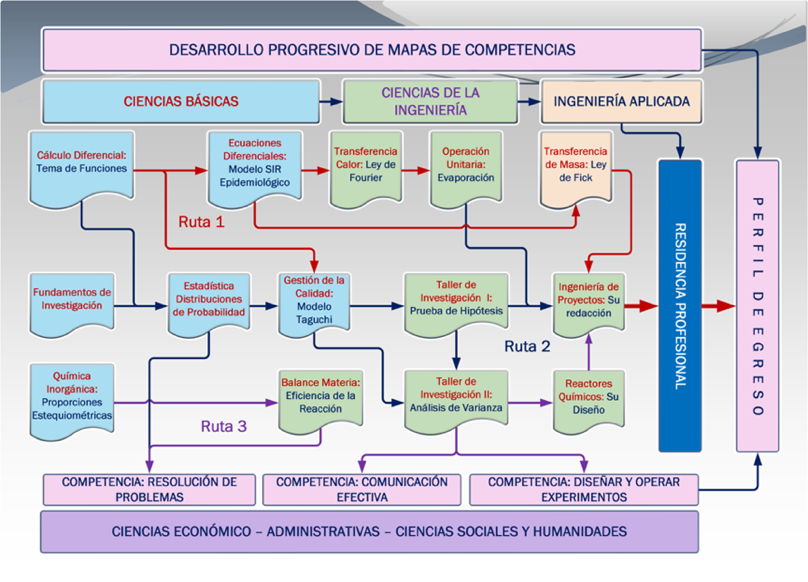 DESARROLLO PROGRESIVO DE MAPAS DE COMPETENCIAS
CIENCIAS BÁSICAS
CIENCIAS DE LA
INGENIERÍA
INGENIERÍA APLICADA
Cálculo Diferencial:
Tema de Funciones
Ecuaciones
Diferenciales:
Modelo SIR
Epidemiológico
Transferencia
Calor: Ley de
Fourier
Operación
Unitaria:
Evaporación
Transferencia
de Masa: Ley
de Fick
Ruta 1
Fundamentos de
Investigación
Estadística
Distribuciones
de Probabilidad
Gestión de la
Calidad:
Modelo
Taguchi
Taller de
Investigación I:
Prueba de Hipótesis
Ingeniería de
Proyectos: Su
redacción
Ruta 2
Química
Inorgánica:
Proporciones
Estequiométricas
Balance Materia:
Eficiencia de la
Reacción
Taller de
Investigación II:
Análisis de Varianza
Reactores
Químicos: Su
Diseño
Ruta 3
RESIDENCIA PROFESIONAL
PERFIL DE EGRESO
COMPETENCIA: RESOLUCIÓN DE
PROBLEMAS
COMPETENCIA: COMUNICACIÓN
EFECTIVA
COMPETENCIA: DISEÑAR Y OPERAR
EXPERIMENTOS
CIENCIAS ECONÓMICO – ADMINISTRATIVAS – CIENCIAS SOCIALES Y HUMANIDADES